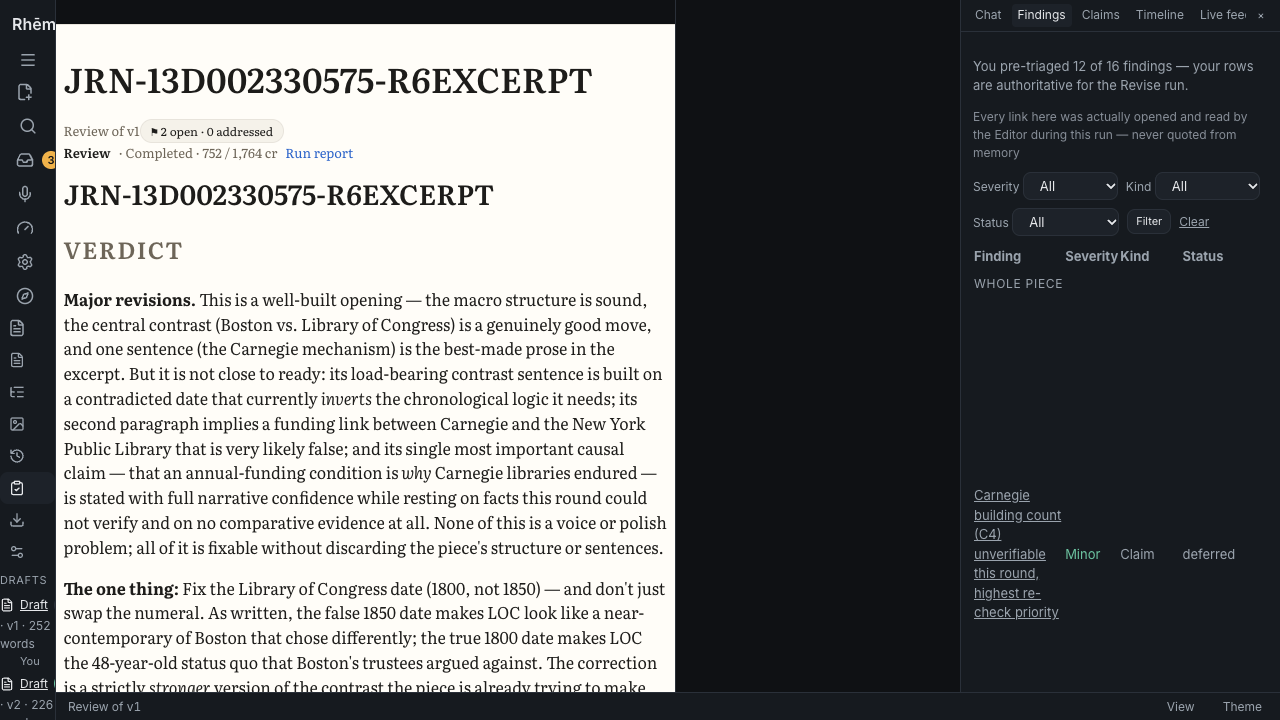 Rhēm
3
DRAFTS
Draft
· v1 · 252
words
You
Draft
· v2 · 226
JRN-13D002330575-R6EXCERPT
Review of v1 ⚑ 2 open · 0 addressed
Review · Completed · 752 / 1,764 cr Run report
JRN-13D002330575-R6EXCERPT
VERDICT
Major revisions. This is a well-built opening — the macro structure is sound,
the central contrast (Boston vs. Library of Congress) is a genuinely good move,
and one sentence (the Carnegie mechanism) is the best-made prose in the
excerpt. But it is not close to ready: its load-bearing contrast sentence is built on
a contradicted date that currently inverts the chronological logic it needs; its
second paragraph implies a funding link between Carnegie and the New York
Public Library that is very likely false; and its single most important causal
claim — that an annual-funding condition is why Carnegie libraries endured —
is stated with full narrative confidence while resting on facts this round could
not verify and on no comparative evidence at all. None of this is a voice or polish
problem; all of it is fixable without discarding the piece's structure or sentences.
The one thing: Fix the Library of Congress date (1800, not 1850) — and don't just
swap the numeral. As written, the false 1850 date makes LOC look like a near-
contemporary of Boston that chose differently; the true 1800 date makes LOC
the 48-year-old status quo that Boston's trustees argued against. The correction
is a strictly stronger version of the contrast the piece is already trying to make
Chat Findings Claims Timeline Live feed ×
You pre-triaged 12 of 16 findings — your rows
are authoritative for the Revise run.
Every link here was actually opened and read by
the Editor during this run — never quoted from
memory
Severity All Kind All
Status All Filter Clear
Finding Severity Kind Status
WHOLE PIECE
Carnegie
building count
(C4)
unverifiable Minor Claim deferred
this round,
highest re-
check priority
Review of v1 View Theme